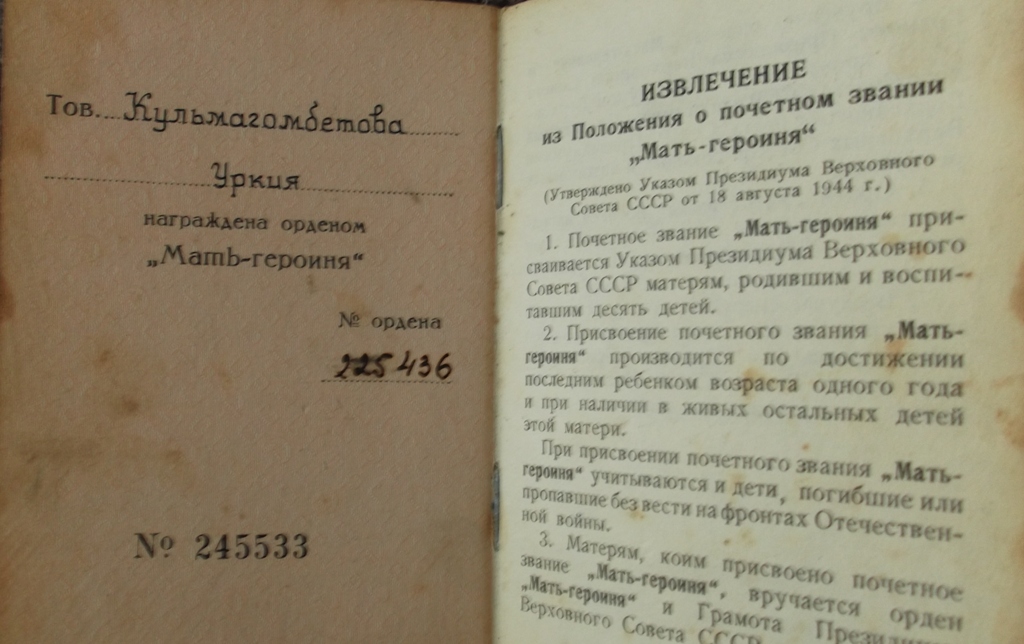 Тов. Кульмагомбетова
Уркия
награждена орденом
„Мать-героиня“
№ ордена
225436
№ 245533
ИЗВЛЕЧЕНИЕ
из Положения о почетном звании
„Мать-героиня“
(Утверждено Указом Президиума Верховного
Совета СССР от 18 августа 1944 г.)
1. Почетное звание „Мать-героиня“ при-
сваивается Указом Президиума Верховного
Совета СССР матерям, родившим и воспи-
тавшим десять детей.
2. Присвоение почетного звания „Мать-
героиня“ производится по достижении
последним ребенком возраста одного года
и при наличии в живых остальных детей
этой матери.
При присвоении почетного звания „Мать-
героиня“ учитываются и дети, погибшие или
пропавшие без вести на фронтах Отечествен-
ной войны.
3. Матерям, коим присвоено почетное
звание „Мать-героиня“, вручается орден
„Мать-героиня“ и Грамота
Верховного Совета СССР